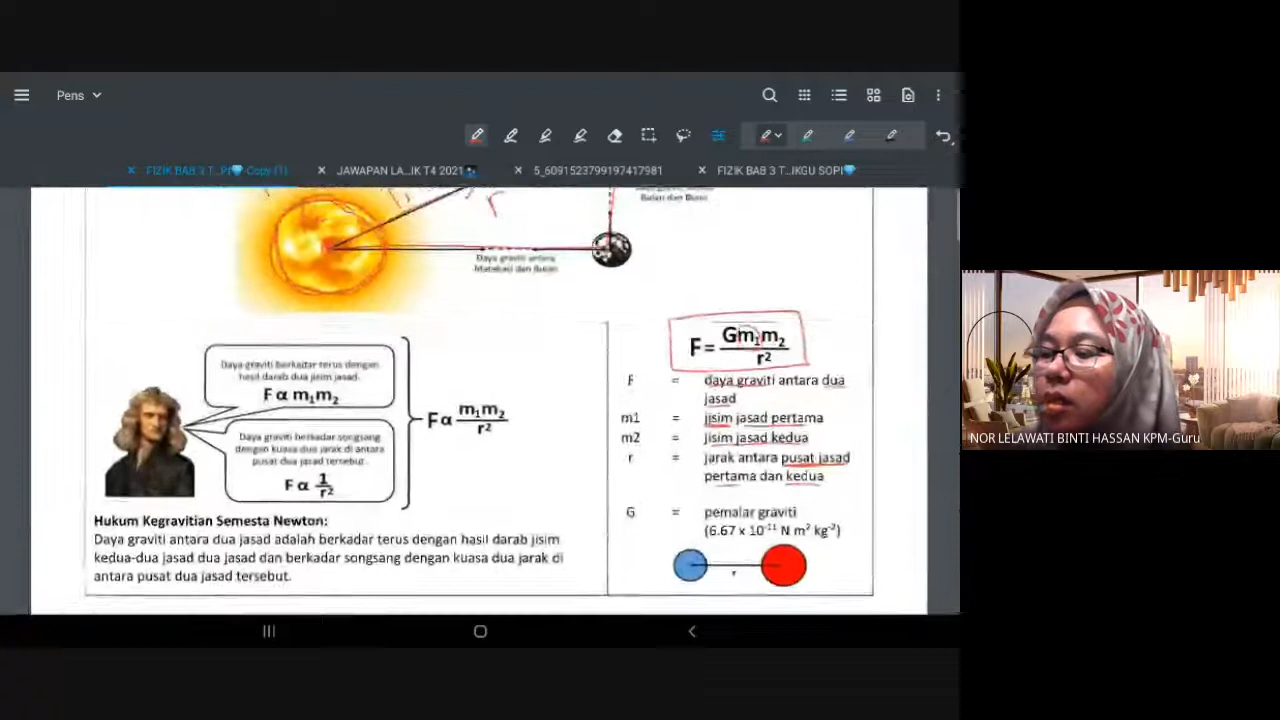 Pens
FIZIK BAB 3 T...PI💎 Copy (1)
JAWAPAN LA...IK T4 2021
5_6091523799197417981
FIZIK BAB 3 T...IKGU SOPI💎
Bulan dan Bumi
r
Daya graviti antara
Matahari dan Bulan
Daya graviti berkadar terus dengan
hasil darab dua jisim jasad.
F α m₁m₂
Daya graviti berkadar songsang
dengan kuasa dua jarak di antara
pusat dua jasad tersebut.
F α 1/r²
F α m₁m₂/r²
Hukum Kegravitian Semesta Newton:
Daya graviti antara dua jasad adalah berkadar terus dengan hasil darab jisim
kedua-dua jasad dua jasad dan berkadar songsang dengan kuasa dua jarak di
antara pusat dua jasad tersebut.
F = Gm₁m₂/r²
F = daya graviti antara dua
jasad
m1 = jisim jasad pertama
m2 = Jisim jasad kedua
r = jarak antara pusat jasad
pertama dan kedua
G = pemalar graviti
(6.67 x 10⁻¹¹ N m² kg⁻²)
r
NOR LELAWATI BINTI HASSAN KPM-Guru